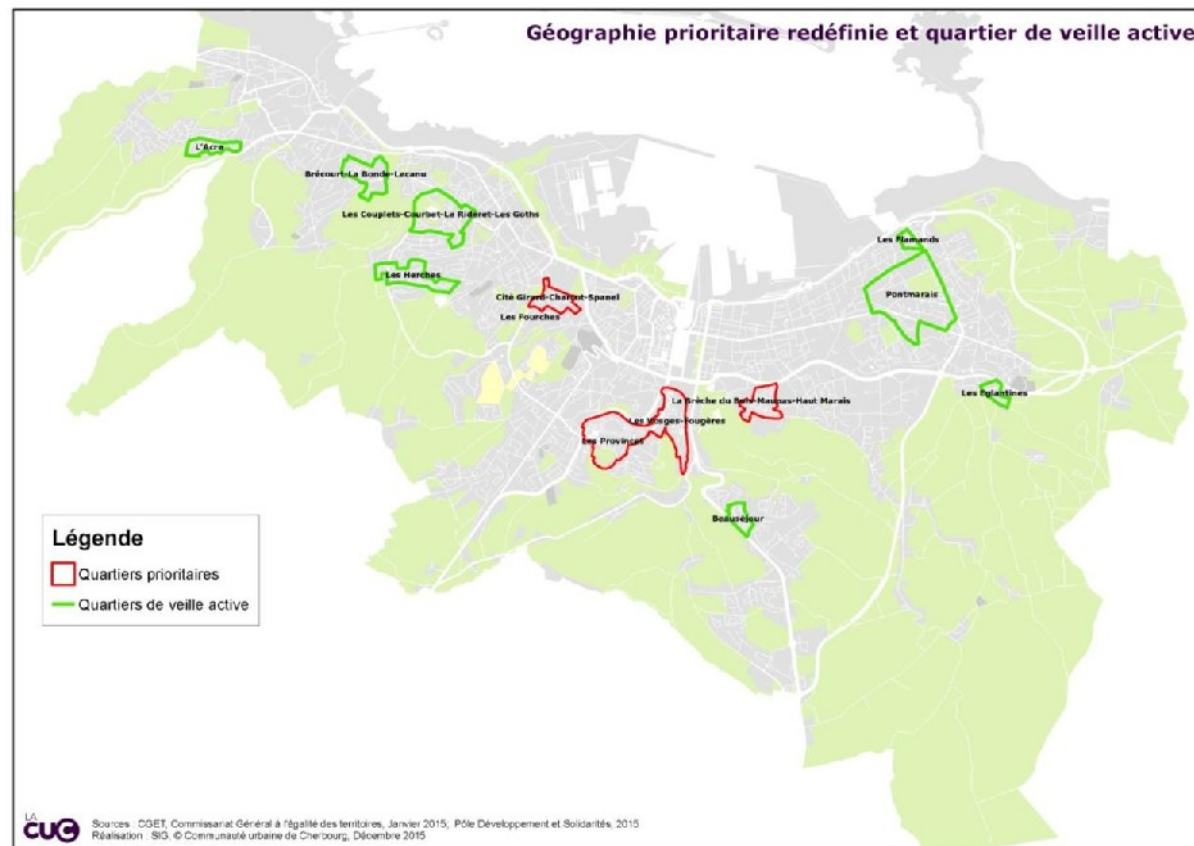 Géographie prioritaire redéfinie et quartier de veille active
L'Acre
Brécourt-La Bonde-Lecanu
Les Couplets-Courbet-La Rideret-Les Goths
Les Flamands
Les Herches
Pontmarais
Cité Girard-Charcot-Spanel
Les Fourches
Les Eglantines
La Brèche du Bois-Maupas-Haut Marais
Les Vosges-Fougères
Les Provinces
Beauséjour
Légende
Quartiers prioritaires
Quartiers de veille active
LA
CUC
Sources : CGET, Commissariat Général à l'égalité des territoires, Janvier 2015; Pôle Développement et Solidarités, 2015
Réalisation : SIG, © Communauté urbaine de Cherbourg, Décembre 2015